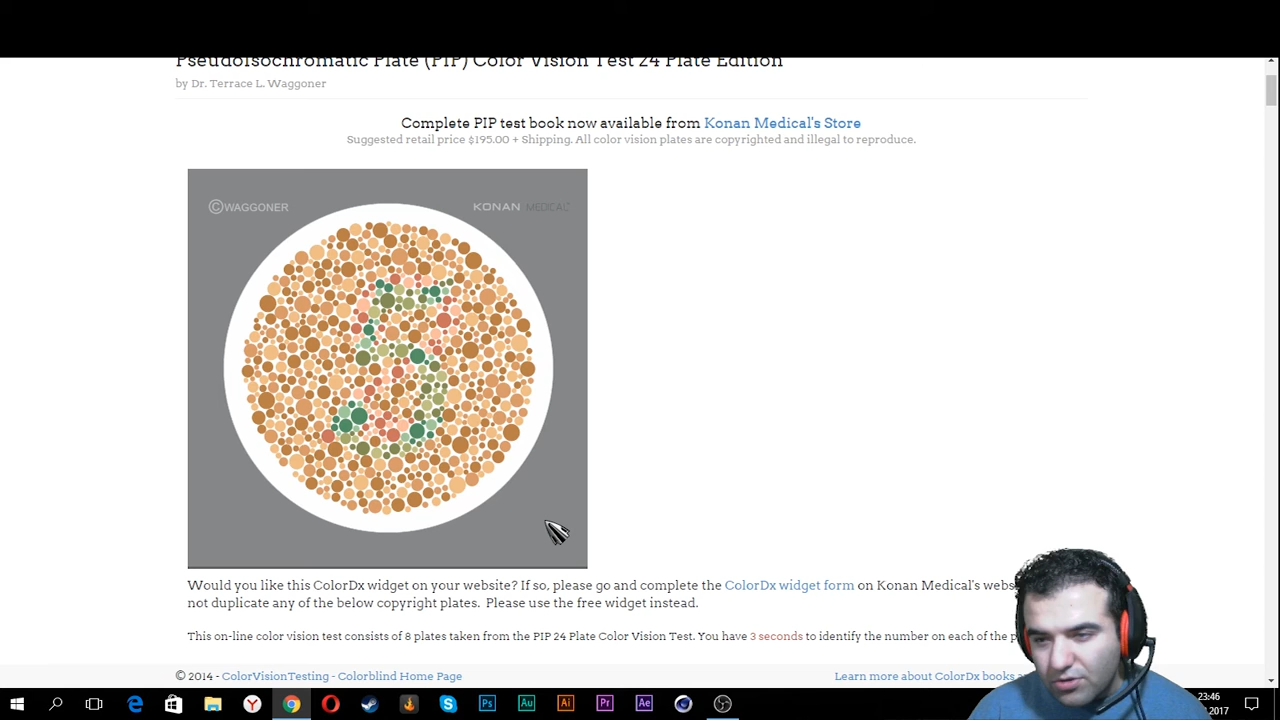 PseudoIsochromatic Plate (PIP) Color Vision Test 24 Plate Edition
by Dr. Terrace L. Waggoner
Complete PIP test book now available from Konan Medical's Store
Suggested retail price $195.00 + Shipping. All color vision plates are copyrighted and illegal to reproduce.
©WAGGONER
KONAN MEDICAL
5
Would you like this ColorDx widget on your website? If so, please go and complete the ColorDx widget form on Konan Medical's
not duplicate any of the below copyright plates. Please use the free widget instead.
This on-line color vision test consists of 8 plates taken from the PIP 24 Plate Color Vision Test. You have 3 seconds to identify the number on each of the
© 2014 - ColorVisionTesting - Colorblind Home Page
Learn more about ColorDx books
Ps
Au
Ai
Pr
Ae
23:46
.2017